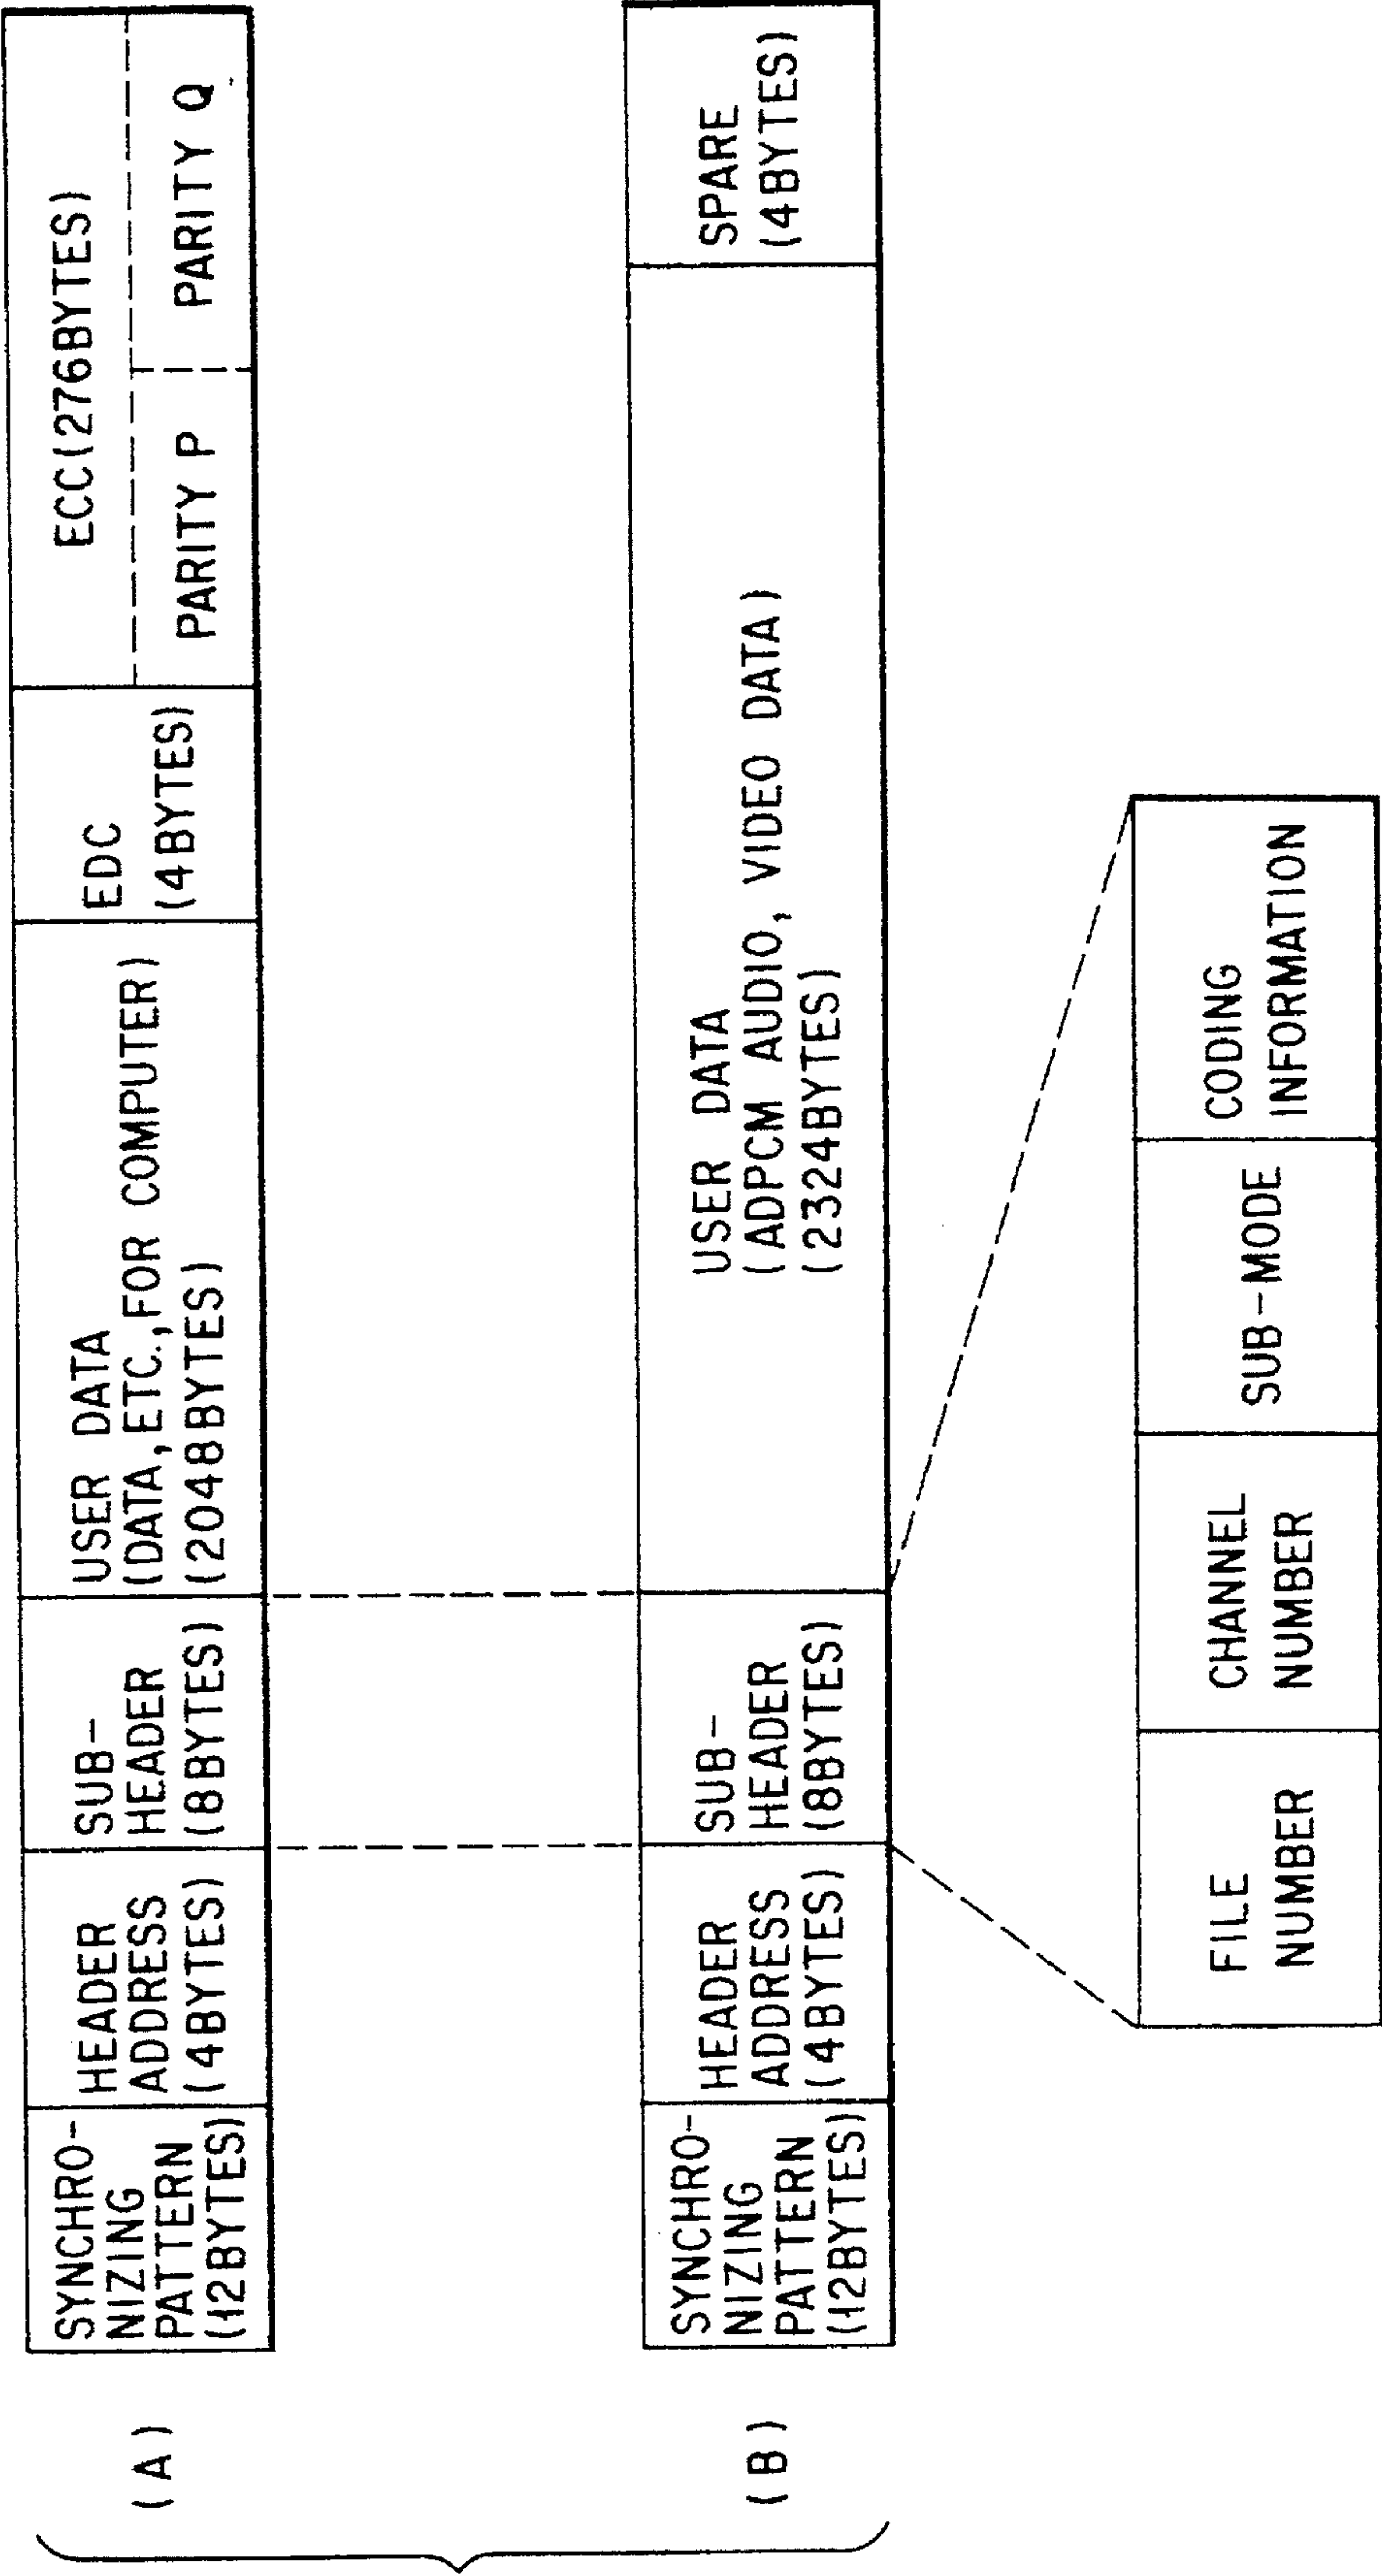 (A)
SYNCHRO-
NIZING
PATTERN
(12BYTES)
HEADER
ADDRESS
(4BYTES)
SUB-
HEADER
(8BYTES)
USER DATA
(DATA,ETC.,FOR COMPUTER)
(2048BYTES)
EDC
(4BYTES)
ECC(276BYTES)
PARITY P
PARITY Q
(B)
SYNCHRO-
NIZING
PATTERN
(12BYTES)
HEADER
ADDRESS
(4BYTES)
SUB-
HEADER
(8BYTES)
USER DATA
(ADPCM AUDIO, VIDEO DATA)
(2324BYTES)
SPARE
(4BYTES)
FILE
NUMBER
CHANNEL
NUMBER
SUB-MODE
CODING
INFORMATION